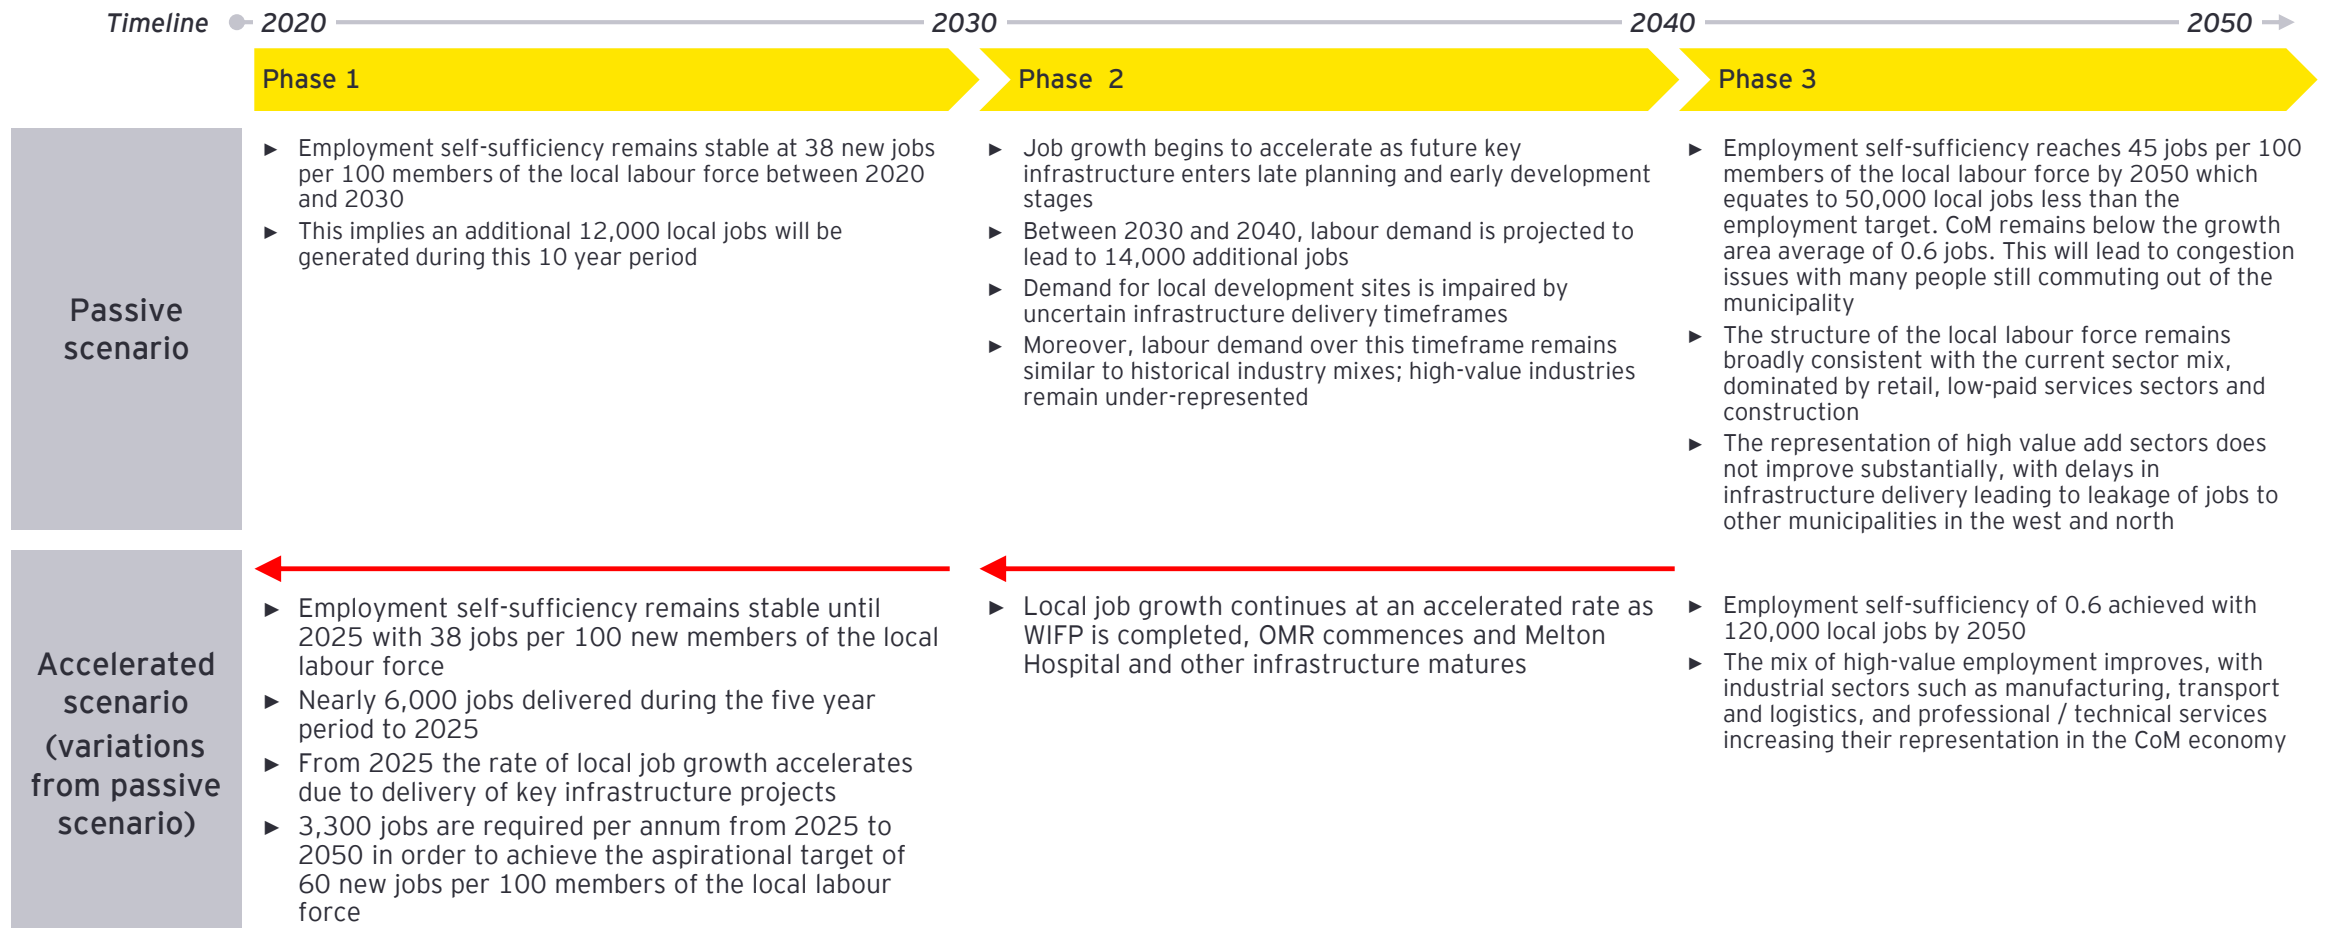 Timeline 2020 2030 2040 2050
Phase 1
Phase 2
Phase 3
Passive
scenario
► Employment self-sufficiency remains stable at 38 new jobs
per 100 members of the local labour force between 2020
and 2030
► This implies an additional 12,000 local jobs will be
generated during this 10 year period
► Job growth begins to accelerate as future key
infrastructure enters late planning and early development
stages
► Between 2030 and 2040, labour demand is projected to
lead to 14,000 additional jobs
► Demand for local development sites is impaired by
uncertain infrastructure delivery timeframes
► Moreover, labour demand over this timeframe remains
similar to historical industry mixes; high-value industries
remain under-represented
► Employment self-sufficiency reaches 45 jobs per 100
members of the local labour force by 2050 which
equates to 50,000 local jobs less than the
employment target. CoM remains below the growth
area average of 0.6 jobs. This will lead to congestion
issues with many people still commuting out of the
municipality
► The structure of the local labour force remains
broadly consistent with the current sector mix,
dominated by retail, low-paid services sectors and
construction
► The representation of high value add sectors does
not improve substantially, with delays in
infrastructure delivery leading to leakage of jobs to
other municipalities in the west and north
Accelerated
scenario
(variations
from passive
scenario)
► Employment self-sufficiency remains stable until
2025 with 38 jobs per 100 new members of the local
labour force
► Nearly 6,000 jobs delivered during the five year
period to 2025
► From 2025 the rate of local job growth accelerates
due to delivery of key infrastructure projects
► 3,300 jobs are required per annum from 2025 to
2050 in order to achieve the aspirational target of
60 new jobs per 100 members of the local labour
force
► Local job growth continues at an accelerated rate as
WIFP is completed, OMR commences and Melton
Hospital and other infrastructure matures
► Employment self-sufficiency of 0.6 achieved with
120,000 local jobs by 2050
► The mix of high-value employment improves, with
industrial sectors such as manufacturing, transport
and logistics, and professional / technical services
increasing their representation in the CoM economy